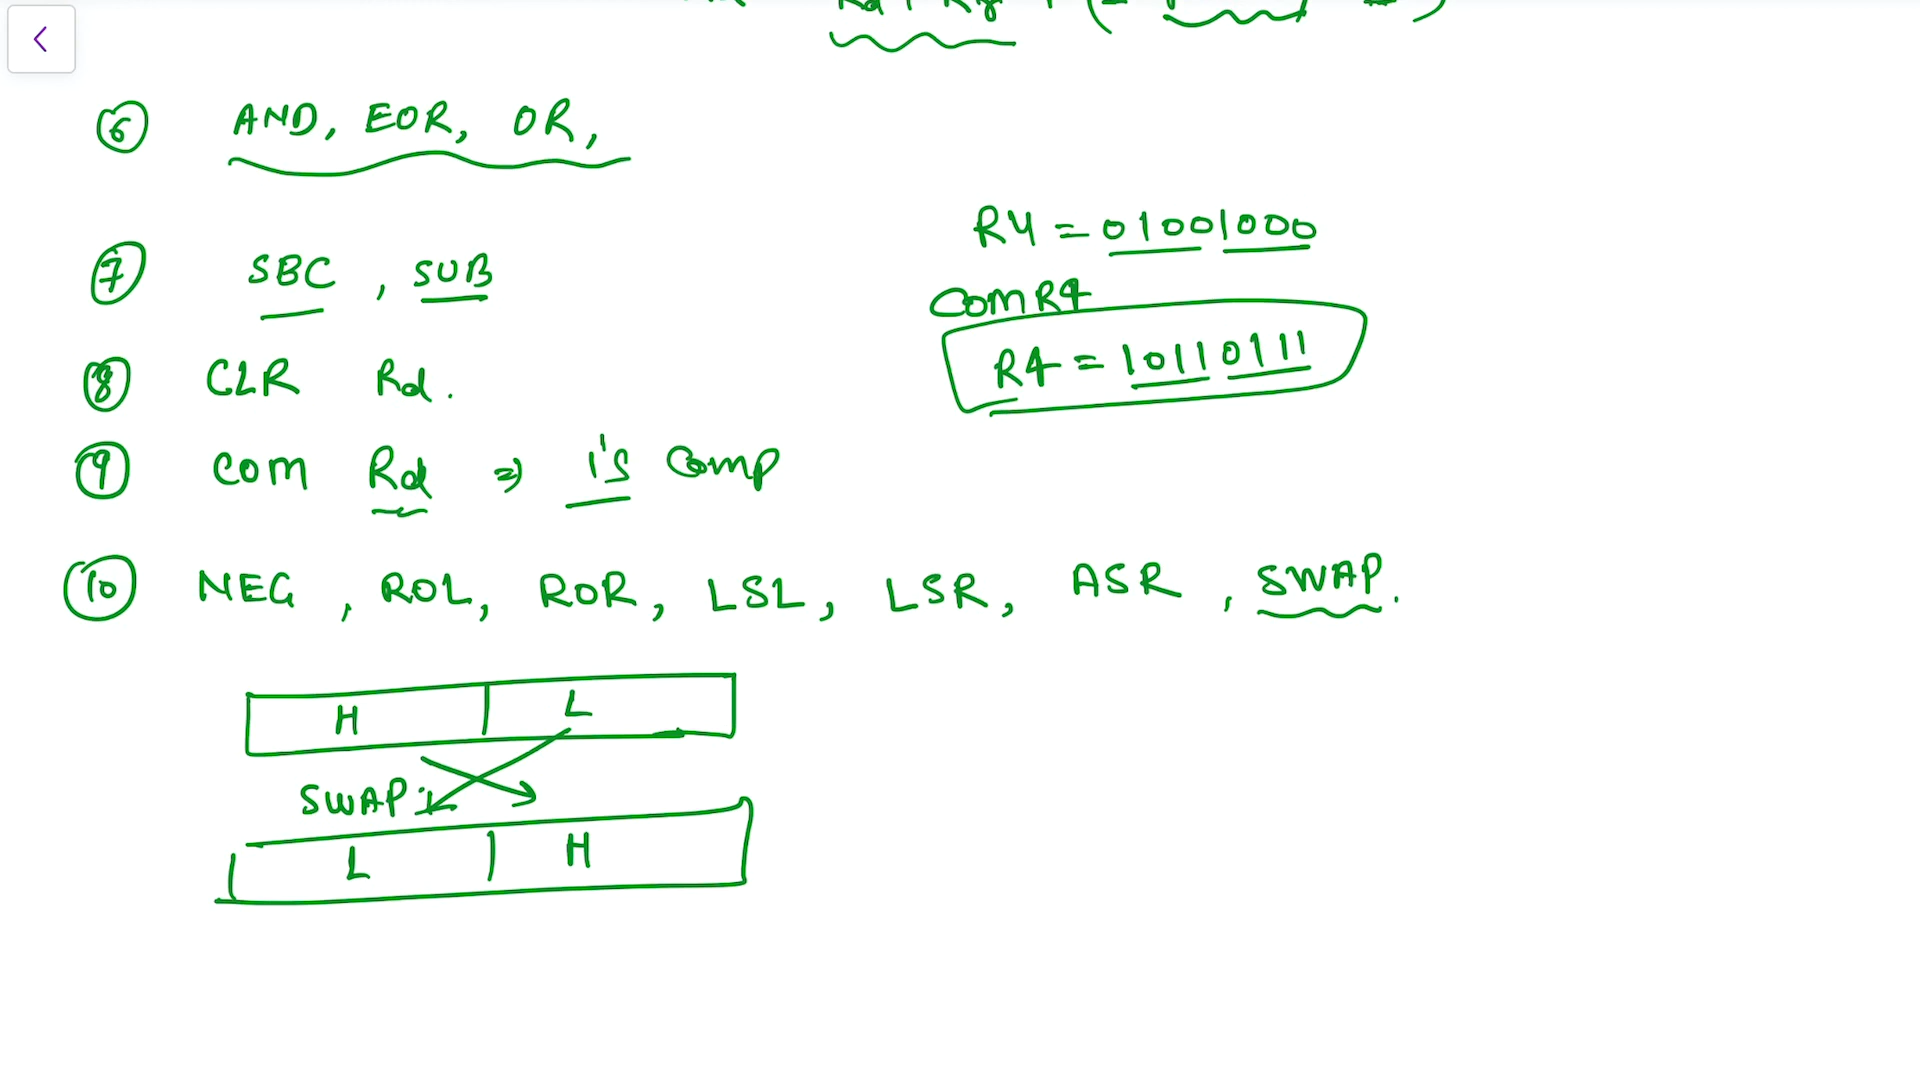 ⑥ AND, EOR, OR,
R4 = 01001000
⑦ SBC, SUB
COM R4
R4 = 10110111
⑧ CLR Rd.
⑨ COM Rd ⇒ 1's Comp
⑩ NEG, ROL, ROR, LSL, LSR, ASR, SWAP.
H L
SWAP:
L H